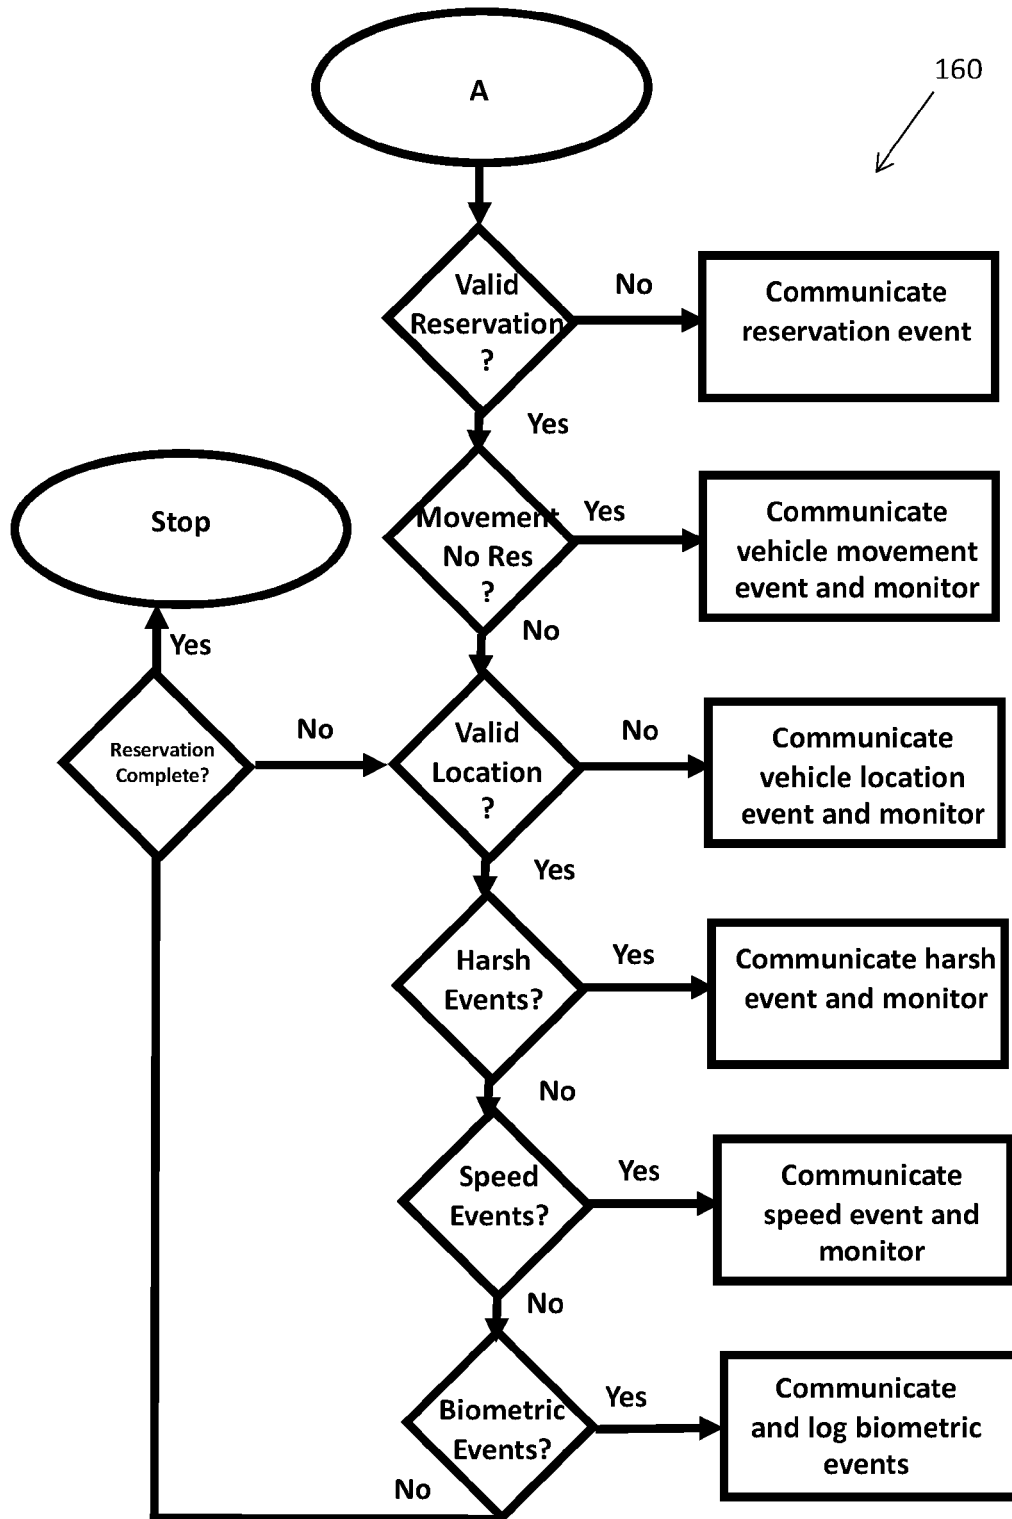 A
160
Valid
Reservation
?
No
Communicate
reservation event
Yes
Movement
No Res
?
Yes
Communicate
vehicle movement
event and monitor
Stop
No
Yes
Reservation
Complete?
No
Valid
Location
?
No
Communicate
vehicle location
event and monitor
Yes
Harsh
Events?
Yes
Communicate harsh
event and monitor
No
Speed
Events?
Yes
Communicate
speed event and
monitor
No
Biometric
Events?
Yes
Communicate
and log biometric
events
No